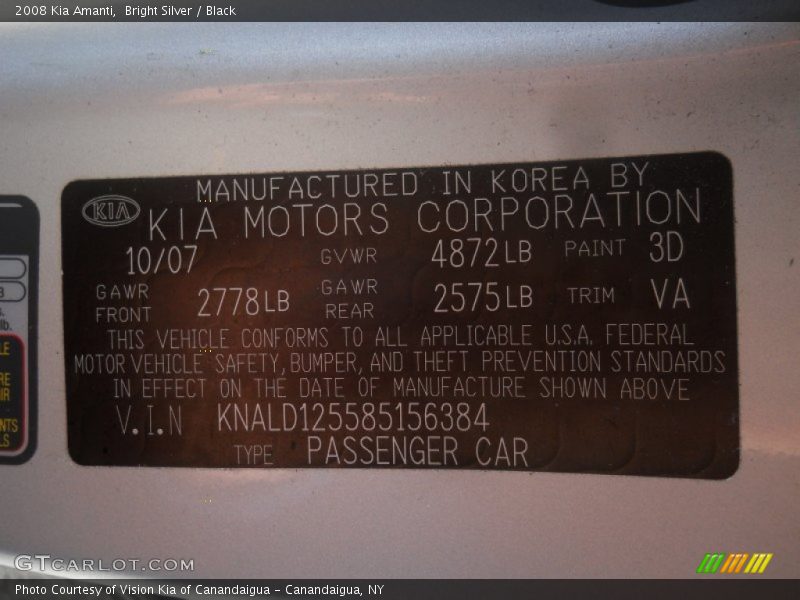 2008 Kia Amanti,  Bright Silver / Black
MANUFACTURED IN KOREA BY
KIA KIA MOTORS CORPORATION
10/07 GVWR 4872LB PAINT 3D
GAWR FRONT 2778LB GAWR REAR 2575LB TRIM VA
THIS VEHICLE CONFORMS TO ALL APPLICABLE U.S.A. FEDERAL
MOTOR VEHICLE SAFETY, BUMPER, AND THEFT PREVENTION STANDARDS
IN EFFECT ON THE DATE OF MANUFACTURE SHOWN ABOVE
V.I.N KNALD125585156384
TYPE PASSENGER CAR
GTCARLOT.COM
Photo Courtesy of Vision Kia of Canandaigua – Canandaigua, NY